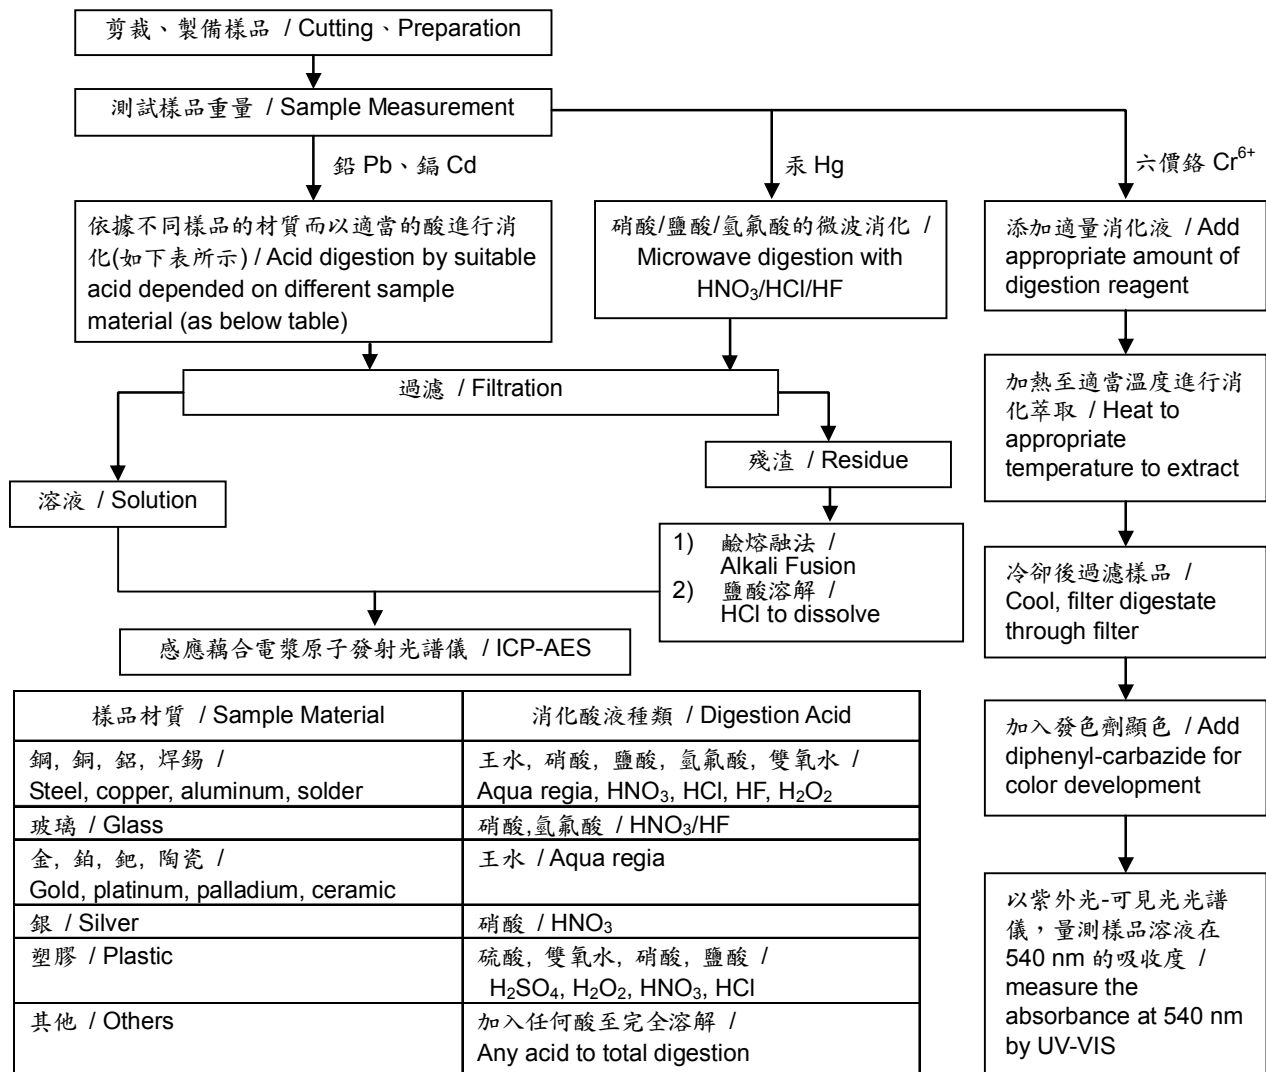 剪裁、製備樣品 / Cutting、Preparation
測試樣品重量 / Sample Measurement
鉛 Pb、鎘 Cd
汞 Hg
六價鉻 Cr⁶⁺
依據不同樣品的材質而以適當的酸進行消
化(如下表所示) / Acid digestion by suitable
acid depended on different sample
material (as below table)
硝酸/鹽酸/氫氟酸的微波消化 /
Microwave digestion with
HNO₃/HCl/HF
添加適量消化液 / Add
appropriate amount of
digestion reagent
過濾 / Filtration
加熱至適當溫度進行消
化萃取 / Heat to
appropriate
temperature to extract
溶液 / Solution
殘渣 / Residue
1) 鹼熔融法 /
Alkali Fusion
2) 鹽酸溶解 /
HCl to dissolve
冷卻後過濾樣品 /
Cool, filter digestate
through filter
感應藕合電漿原子發射光譜儀 / ICP-AES
加入發色劑顯色 / Add
diphenyl-carbazide for
color development
以紫外光-可見光光譜
儀，量測樣品溶液在
540 nm 的吸收度 /
measure the
absorbance at 540 nm
by UV-VIS
樣品材質 / Sample Material
消化酸液種類 / Digestion Acid
鋼, 銅, 鋁, 焊錫 /
Steel, copper, aluminum, solder
王水, 硝酸, 鹽酸, 氫氟酸, 雙氧水 /
Aqua regia, HNO₃, HCl, HF, H₂O₂
玻璃 / Glass
硝酸,氫氟酸 / HNO₃/HF
金, 鉑, 鈀, 陶瓷 /
Gold, platinum, palladium, ceramic
王水 / Aqua regia
銀 / Silver
硝酸 / HNO₃
塑膠 / Plastic
硫酸, 雙氧水, 硝酸, 鹽酸 /
H₂SO₄, H₂O₂, HNO₃, HCl
其他 / Others
加入任何酸至完全溶解 /
Any acid to total digestion